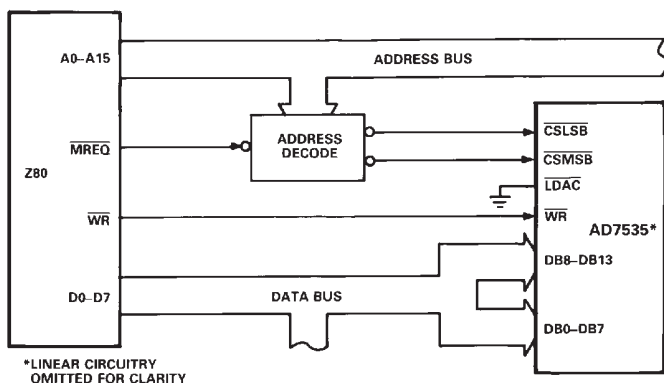 A0–A15
ADDRESS BUS
MREQ
ADDRESS
DECODE
CSLSB
CSMSB
LDAC
Z80
WR
WR
AD7535*
DB8–DB13
D0–D7
DATA BUS
DB0–DB7
*LINEAR CIRCUITRY
OMITTED FOR CLARITY